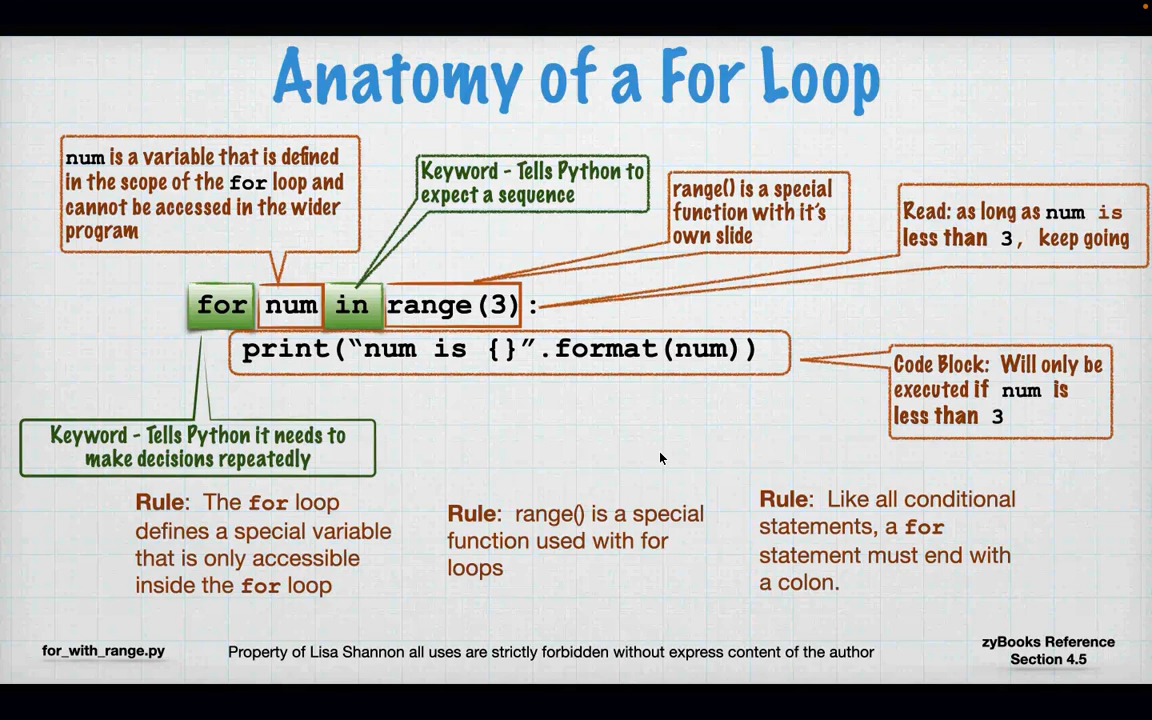 Anatomy of a For Loop
num is a variable that is defined
in the scope of the for loop and
cannot be accessed in the wider
program
Keyword - Tells Python to
expect a sequence
range() is a special
function with it's
own slide
Read: as long as num is
less than 3, keep going
for num in range(3):
print(“num is {}”.format(num))
Code Block: Will only be
executed if num is
less than 3
Keyword - Tells Python it needs to
make decisions repeatedly
Rule: The for loop
defines a special variable
that is only accessible
inside the for loop
Rule: range() is a special
function used with for
loops
Rule: Like all conditional
statements, a for
statement must end with
a colon.
for_with_range.py
Property of Lisa Shannon all uses are strictly forbidden without express content of the author
zyBooks Reference
Section 4.5